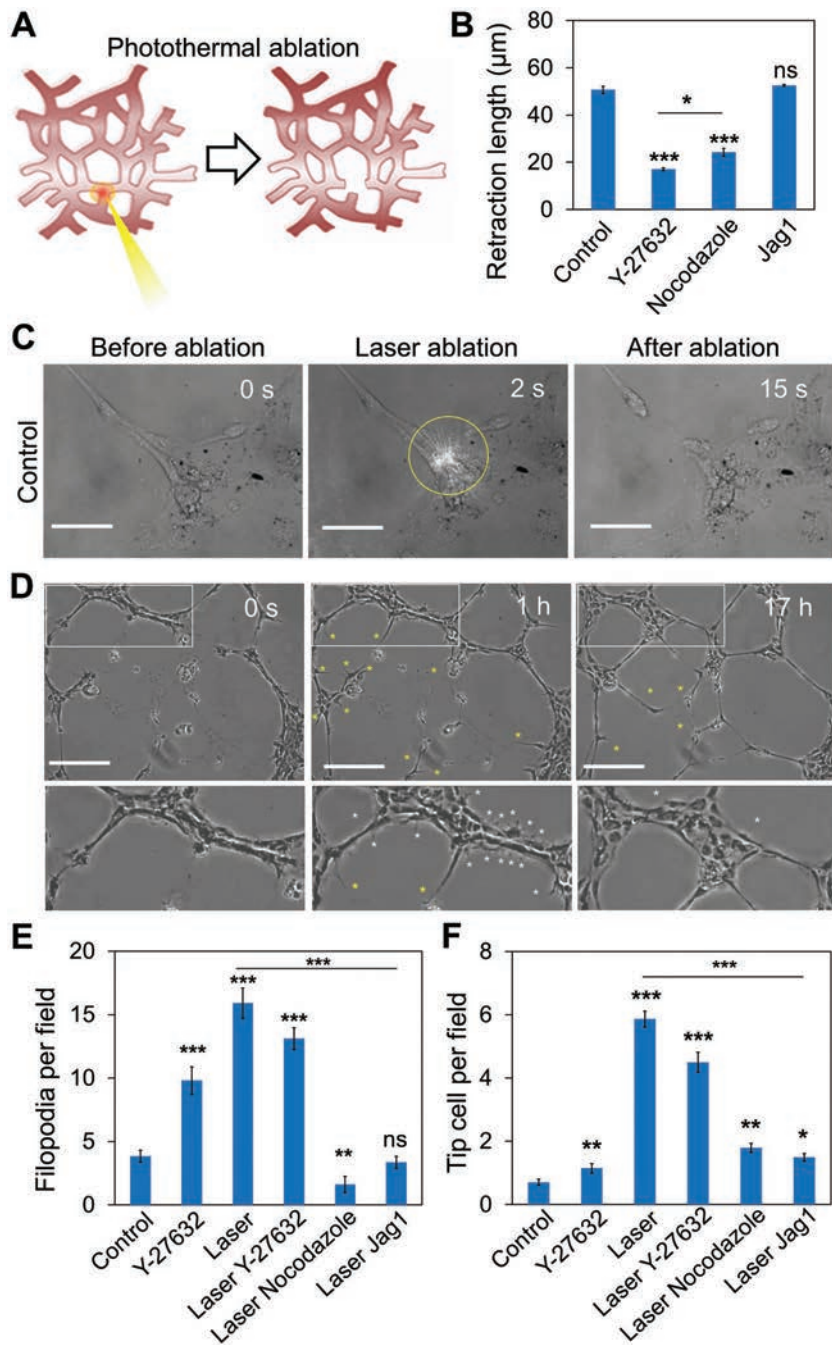 A
Photothermal ablation
B
Retraction length (μm)
80
60
40
20
0
*
***
***
ns
Control
Y-27632
Nocodazole
Jag1
C
Before ablation
Laser ablation
After ablation
Control
0 s
2 s
15 s
D
0 s
1 h
17 h
E
Filopodia per field
20
15
10
5
0
***
***
***
***
**
ns
Control
Y-27632
Laser
Laser Y-27632
Laser Nocodazole
Laser Jag1
F
Tip cell per field
8
6
4
2
0
***
**
***
***
**
*
Control
Y-27632
Laser
Laser Y-27632
Laser Nocodazole
Laser Jag1